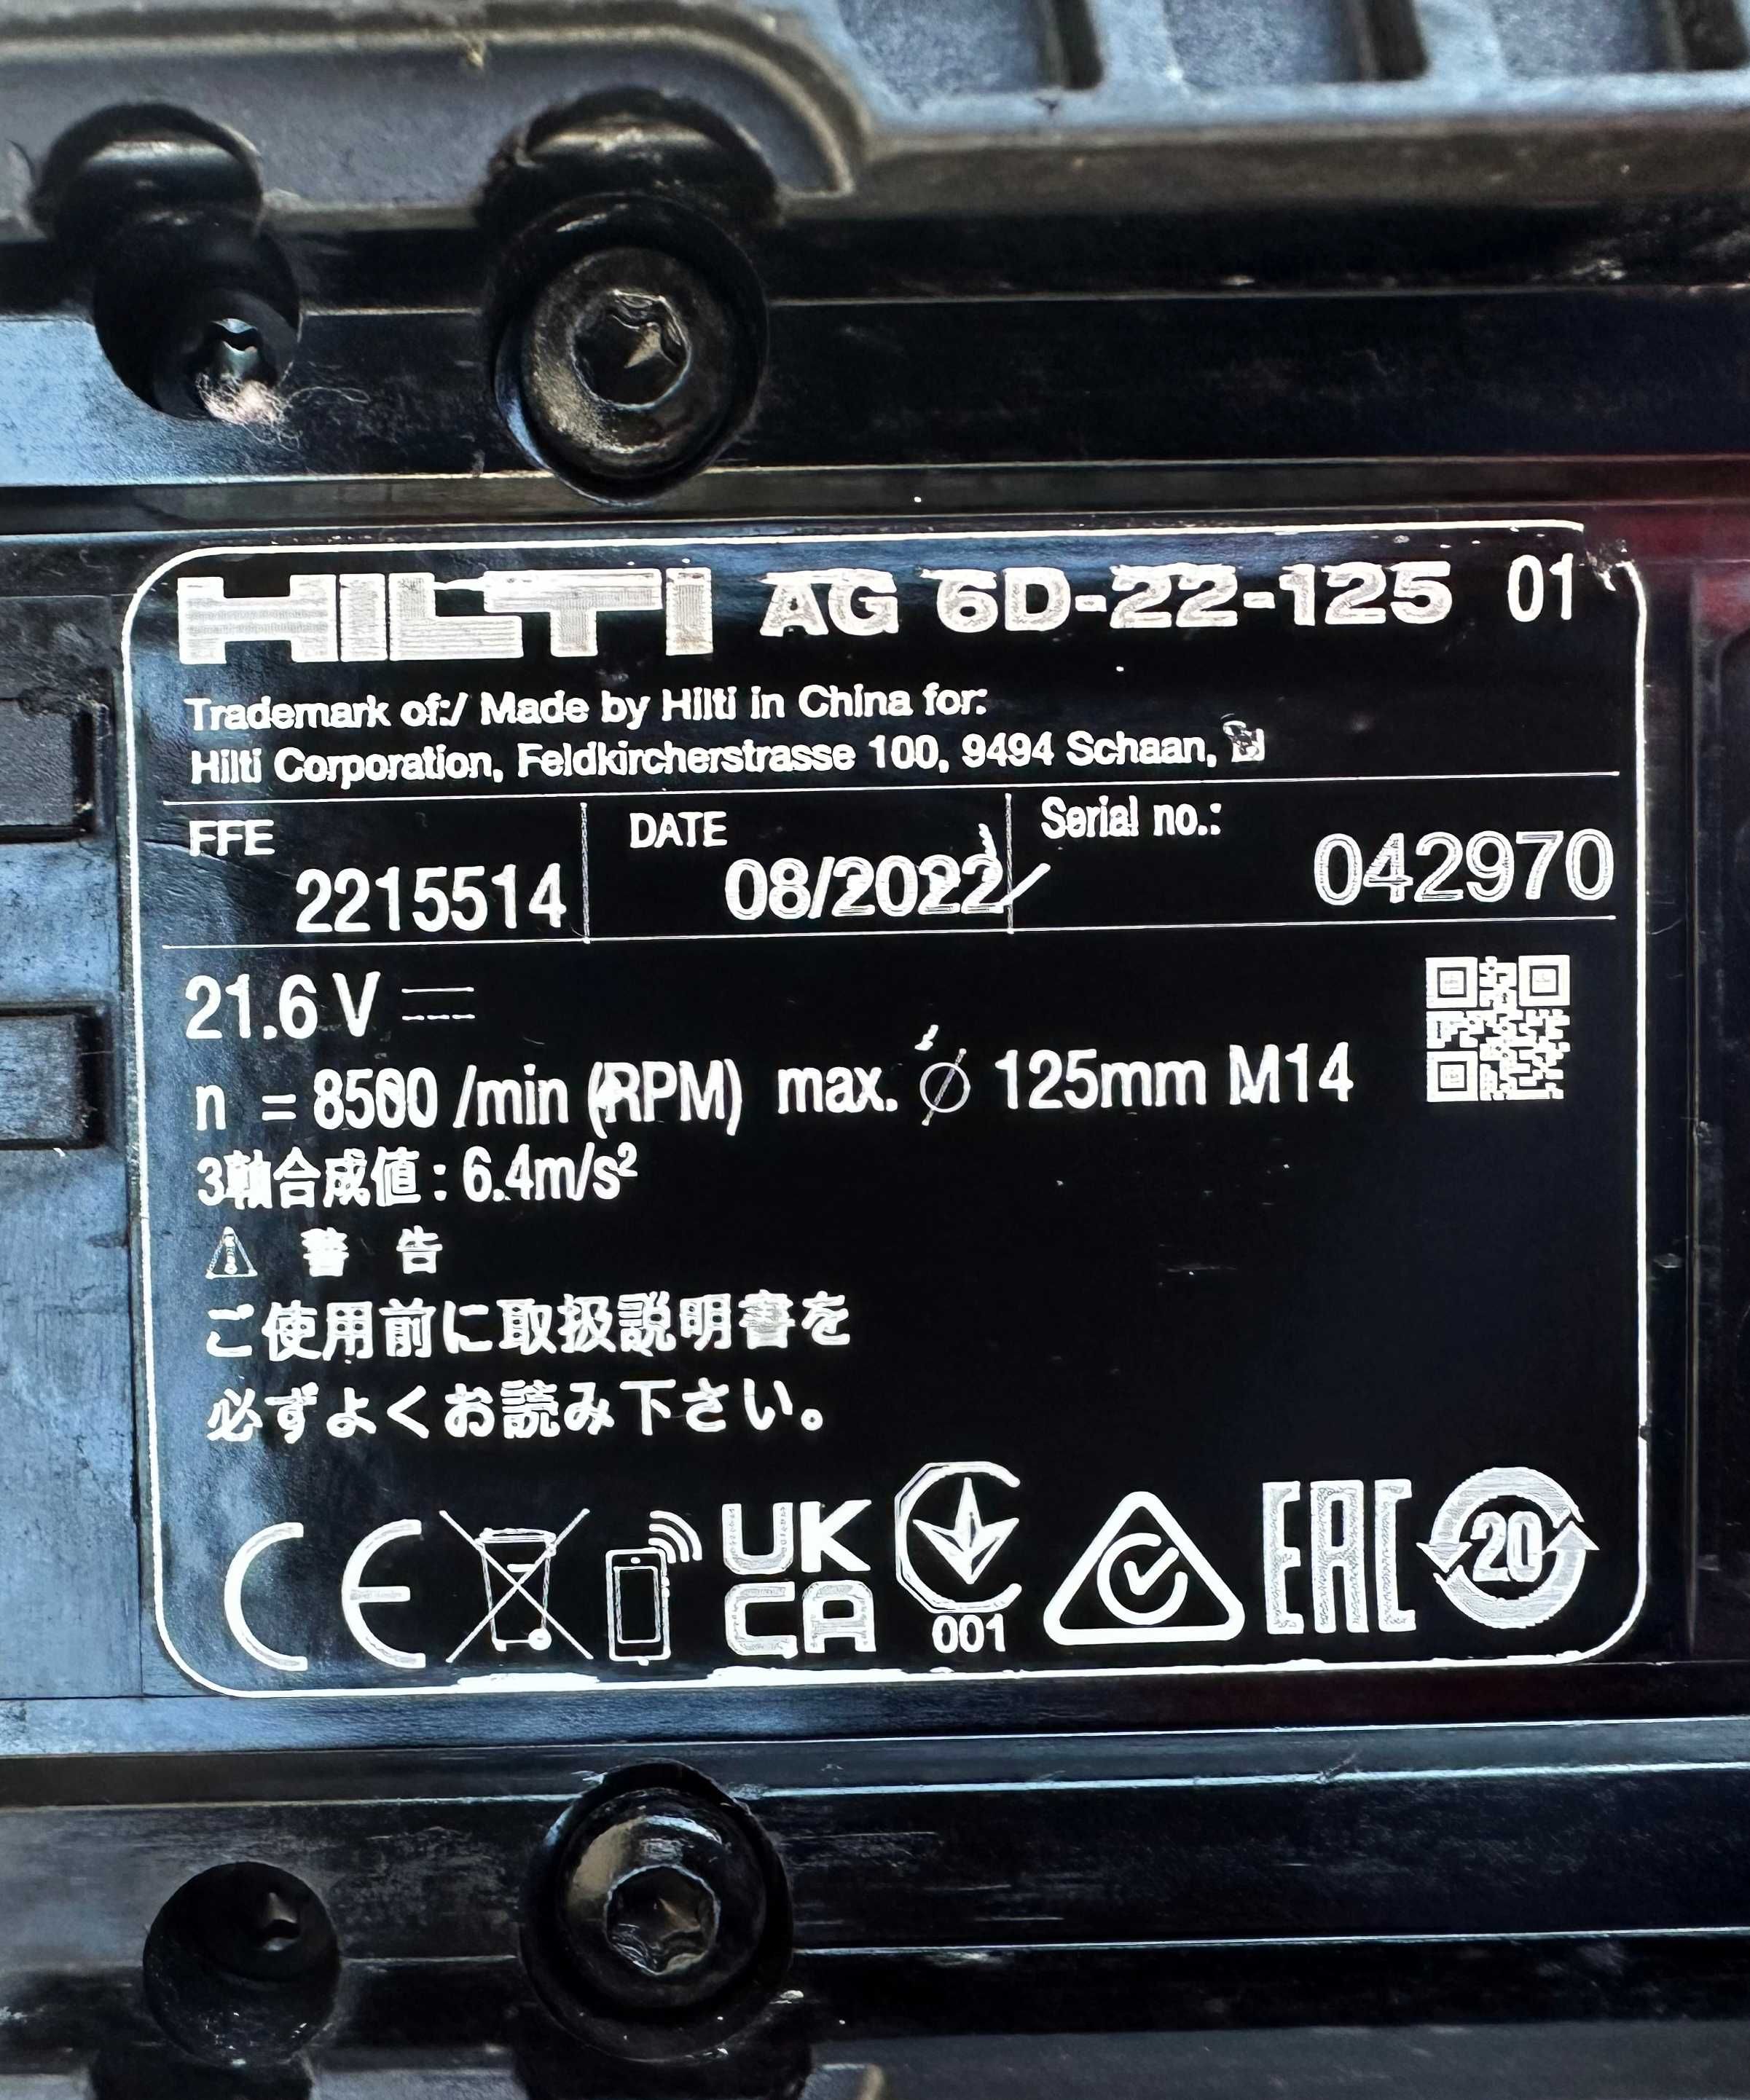 HILTI AG 6D-22-125 01
Trademark of:/ Made by Hilti in China for:
Hilti Corporation, Feldkircherstrasse 100, 9494 Schaan,
FFE DATE Serial no.:
2215514 08/2022 042970
21.6 V
n = 8500 /min (RPM) max. ⌀ 125mm M14
3軸合成値 : 6.4m/s²
⚠ 警 告
ご使用前に取扱説明書を
必ずよくお読み下さい。
CE UK CA 001 EAC 20